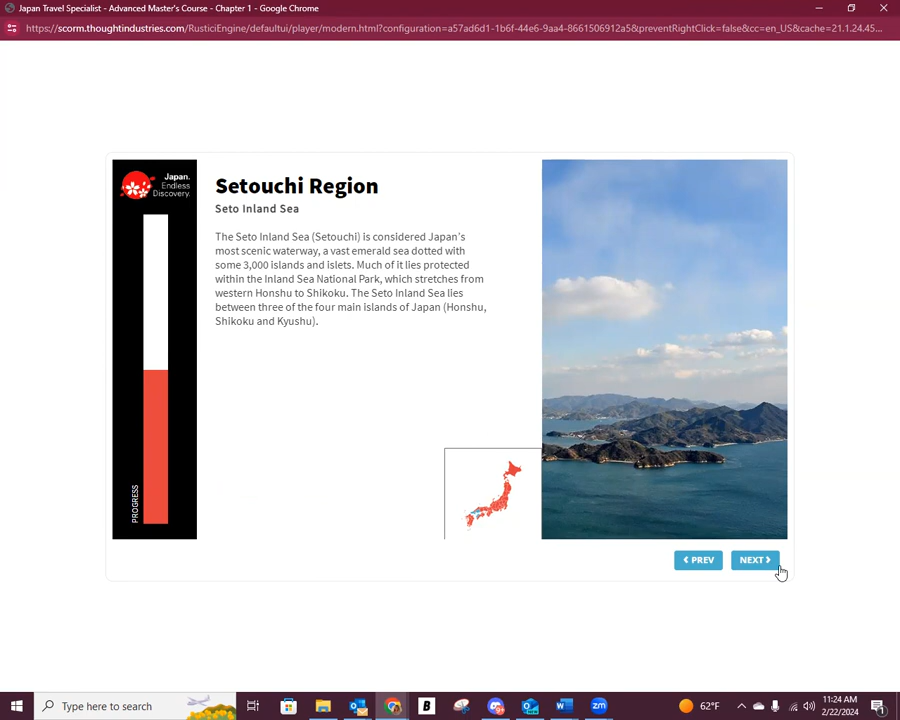 Japan Travel Specialist - Advanced Master's Course - Chapter 1 - Google Chrome
https://scorm.thoughtindustries.com/RusticiEngine/defaultui/player/modern.html?configuration=a57ad6d1-1b6f-44e6-9aa4-8661506912a5&preventRightClick=false&cc=en_US&cache=21.1.24.45...
Japan.
Endless
Discovery.
PROGRESS
Setouchi Region
Seto Inland Sea
The Seto Inland Sea (Setouchi) is considered Japan's
most scenic waterway, a vast emerald sea dotted with
some 3,000 islands and islets. Much of it lies protected
within the Inland Sea National Park, which stretches from
western Honshu to Shikoku. The Seto Inland Sea lies
between three of the four main islands of Japan (Honshu,
Shikoku and Kyushu).
PREV
NEXT
Type here to search
B
62°F
11:24 AM
2/22/2024
1